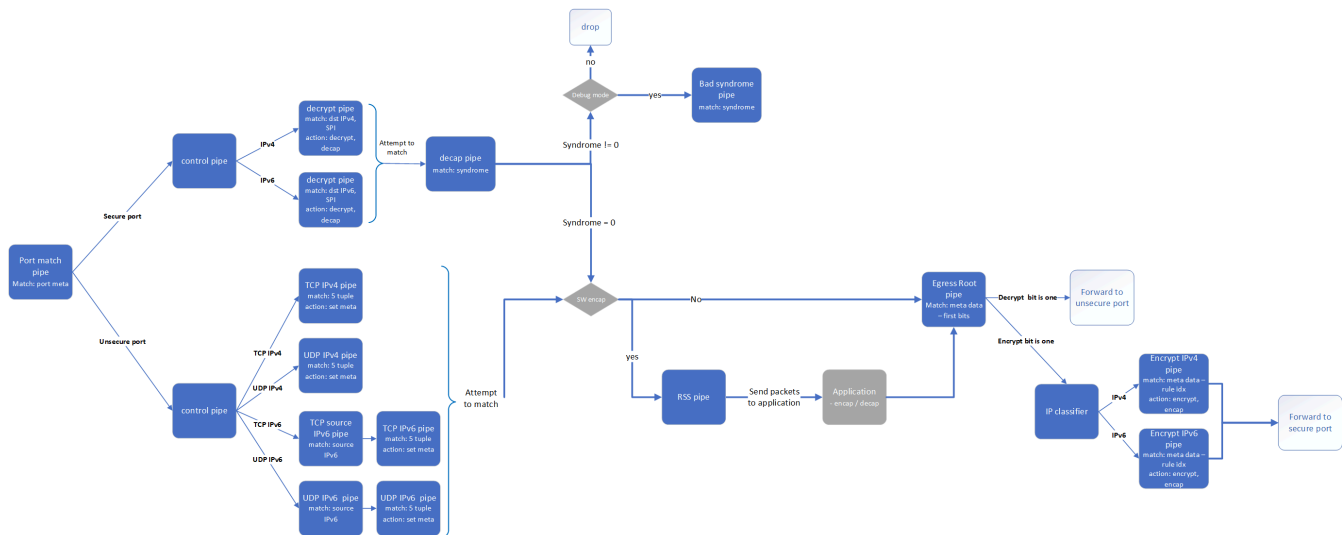 drop
no
Debug mode
yes
Bad syndrome
pipe
match: syndrome
Syndrome != 0
decrypt pipe
match: dst IPv4,
SPI
action: decrypt,
decap
IPv4
control pipe
IPv6
decrypt pipe
match: dst IPv6,
SPI
action: decrypt,
decap
Attempt to
match
decap pipe
match: syndrome
Syndrome = 0
Secure port
Port match
pipe
Match: port meta
Unsecure port
control pipe
TCP IPv4
UDP IPv4
TCP IPv6
UDP IPv6
TCP IPv4 pipe
match: 5 tuple
action: set meta
UDP IPv4 pipe
match: 5 tuple
action: set meta
TCP source
IPv6 pipe
match: source
IPv6
TCP IPv6 pipe
match: 5 tuple
action: set meta
UDP IPv6 pipe
match: source
IPv6
UDP IPv6 pipe
match: 5 tuple
action: set meta
Attempt
to match
SW encap
No
yes
RSS pipe
Send packets
to application
Application
- encap / decap
Egress Root
pipe
Match: meta data
– first bits
Decrypt bit is one
Forward to
unsecure port
Encrypt bit is one
IP classifier
IPv4
IPv6
Encrypt IPv4
pipe
match: meta data –
rule idx
action: encrypt,
encap
Encrypt IPv6
pipe
match: meta data –
rule idx
action: encrypt,
encap
Forward to
secure port